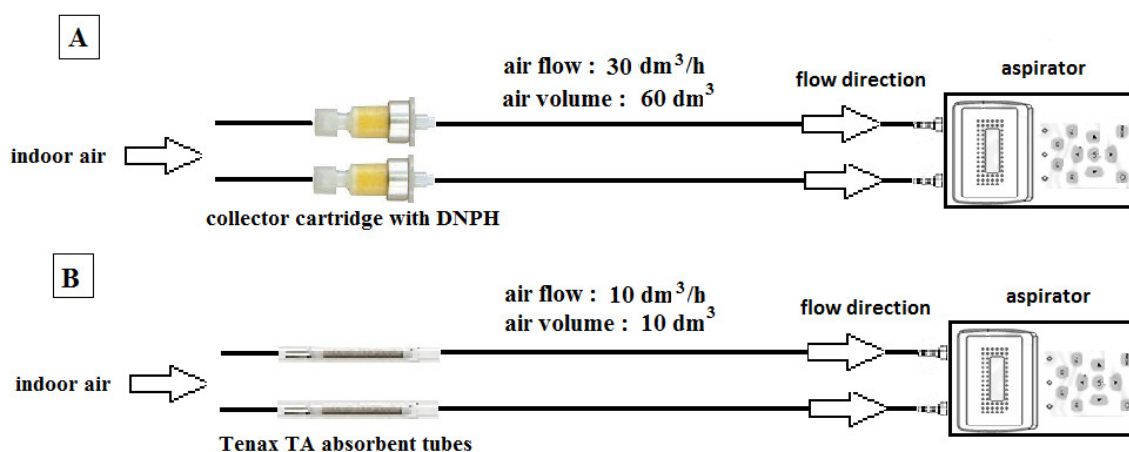 A
air flow : 30 dm³/h
air volume : 60 dm³
flow direction
aspirator
indoor air
collector cartridge with DNPH
B
air flow : 10 dm³/h
air volume : 10 dm³
flow direction
aspirator
indoor air
Tenax TA absorbent tubes